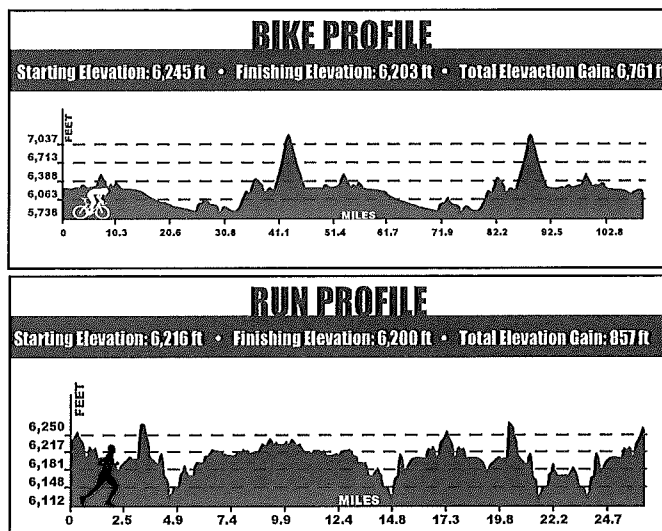 BIKE PROFILE
Starting Elevation: 6,245 ft • Finishing Elevation: 6,203 ft • Total Elevaction Gain: 6,761 ft
FEET
7,037
6,713
6,388
6,063
5,736
MILES
0 10.3 20.6 30.8 41.1 51.4 61.7 71.9 82.2 92.5 102.8
RUN PROFILE
Starting Elevation: 6,216 ft • Finishing Elevation: 6,200 ft • Total Elevation Gain: 857 ft
FEET
6,250
6,217
6,181
6,148
6,112
MILES
0 2.5 4.9 7.4 9.9 12.4 14.8 17.3 19.8 22.2 24.7